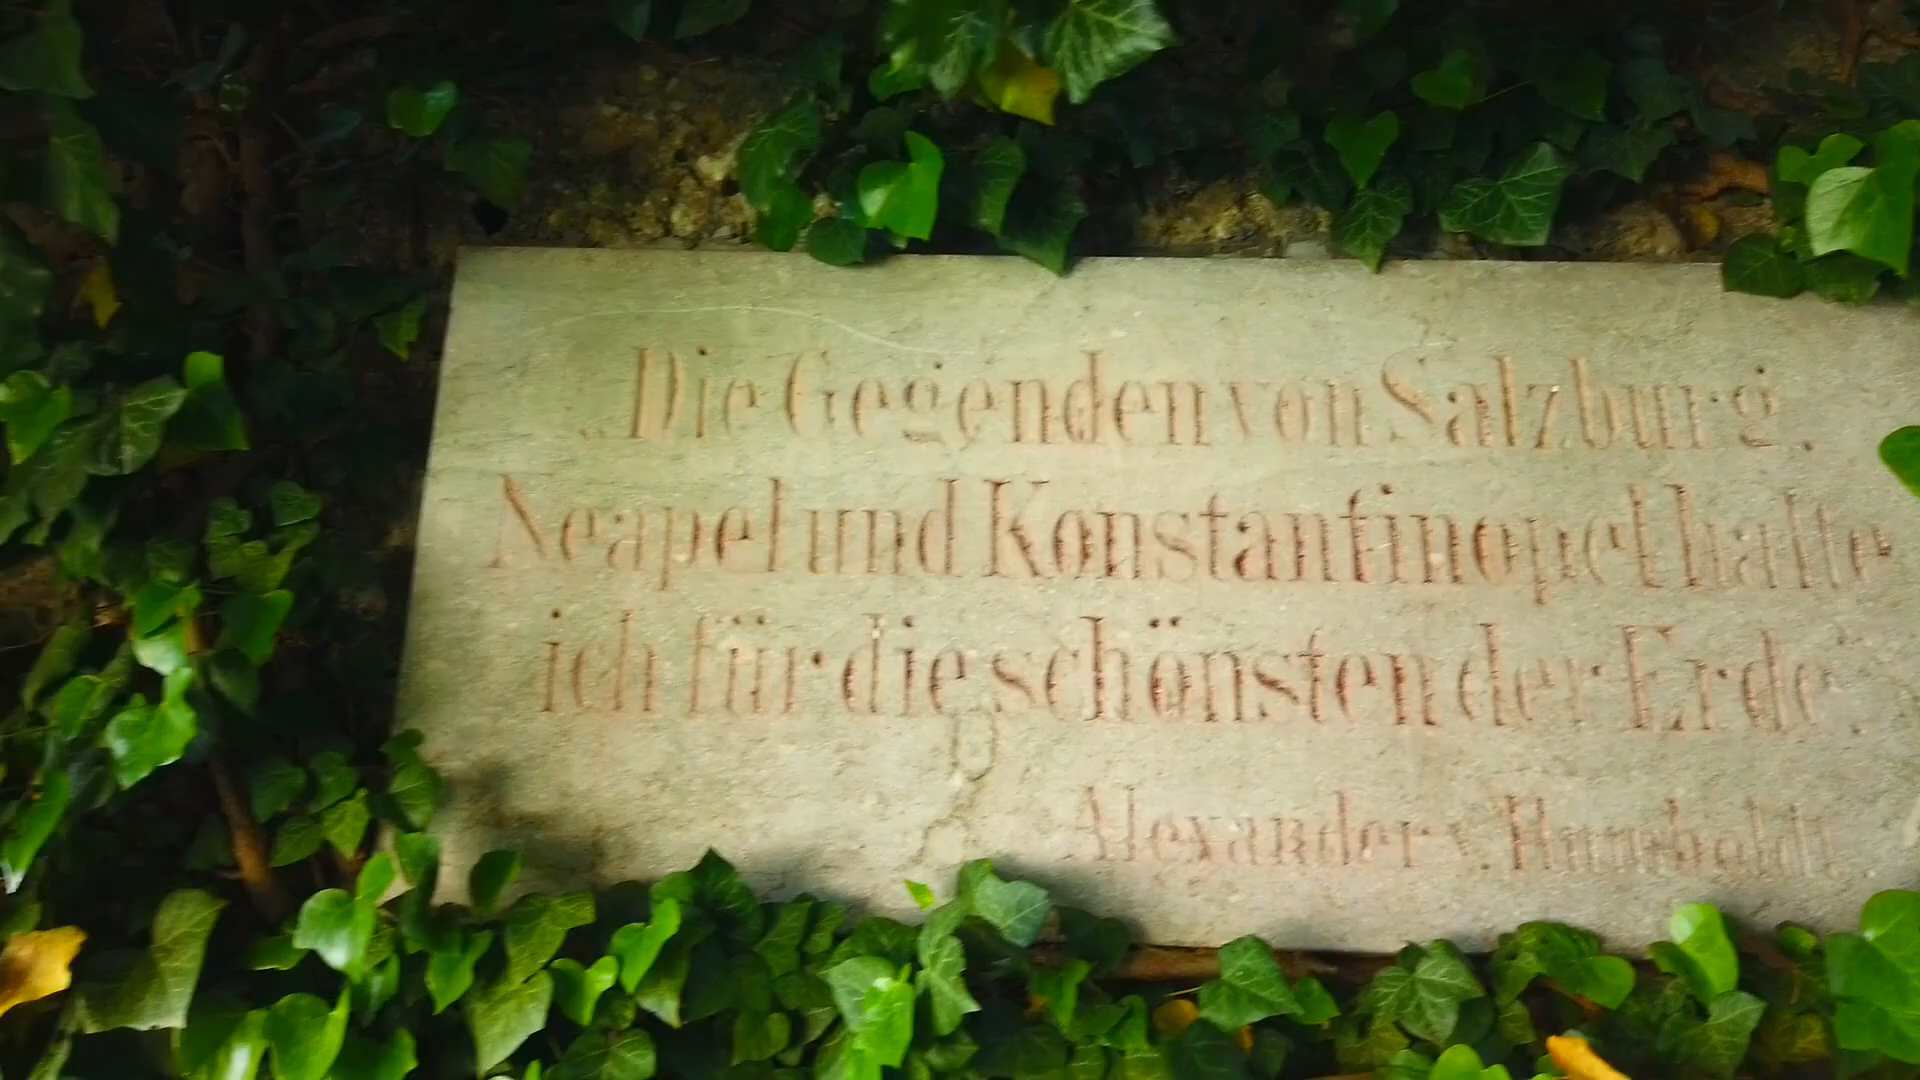 „Die Gegenden von Salzburg,
Neapel und Konstantinopel halte
ich für die schönsten der Erde“.
Alexander v. Humboldt